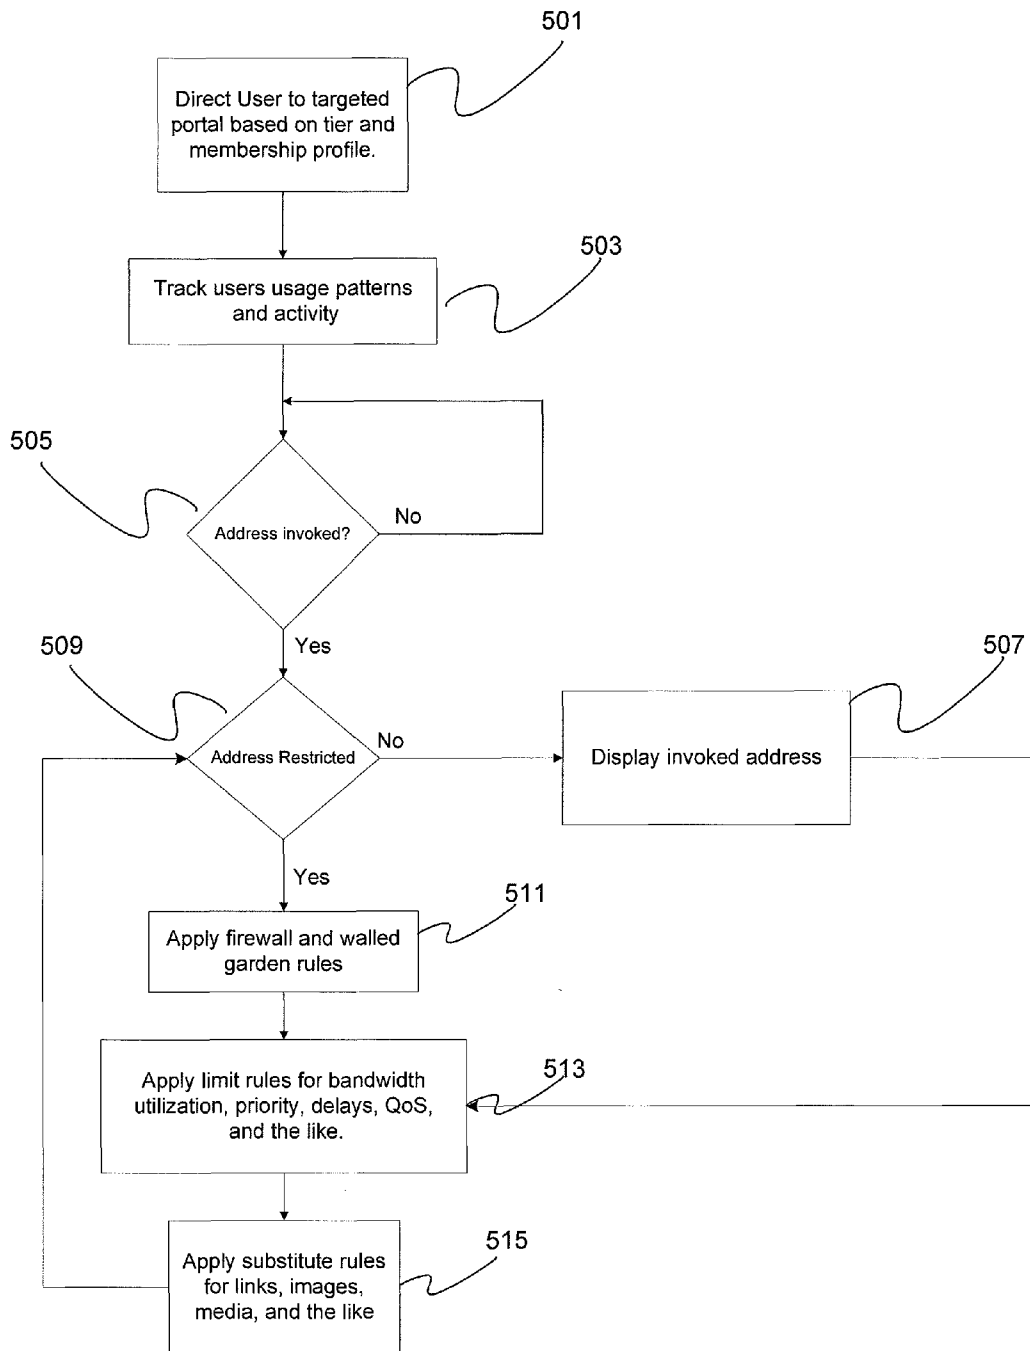 501
Direct User to targeted
portal based on tier and
membership profile.
503
Track users usage patterns
and activity
505
Address invoked?
No
Yes
509
Address Restricted
No
507
Display invoked address
Yes
511
Apply firewall and walled
garden rules
513
Apply limit rules for bandwidth
utilization, priority, delays, QoS,
and the like.
515
Apply substitute rules
for links, images,
media, and the like